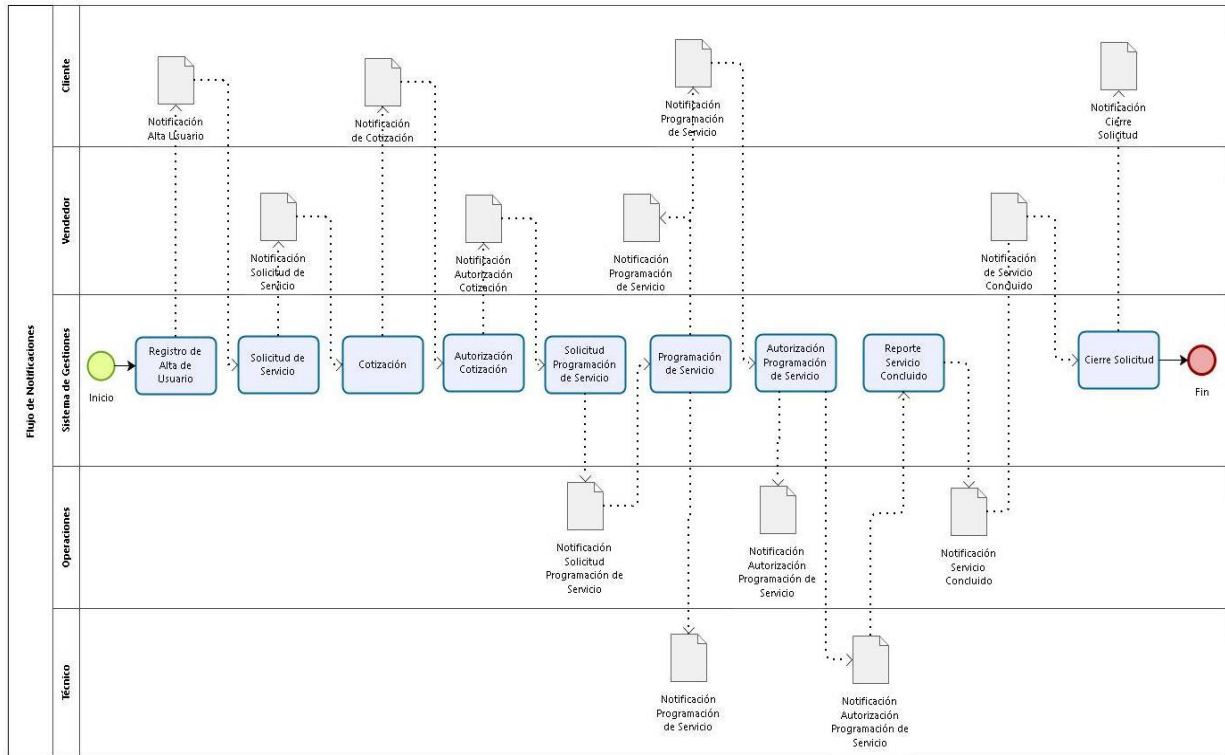 Flujo de Notificaciones
Cliente
Notificación
Alta Usuario
Notificación
de Cotización
Notificación
Programación
de Servicio
Notificación
Cierre
Solicitud
Vendedor
Notificación
Solicitud de
Servicio
Notificación
Autorización
Cotización
Notificación
Programación
de Servicio
Notificación
de Servicio
Concluido
Sistema de Gestiones
Inicio
Registro de
Alta de
Usuario
Solicitud de
Servicio
Cotización
Autorización
Cotización
Solicitud
Programación
de Servicio
Programación
de Servicio
Autorización
Programación
de Servicio
Reporte
Servicio
Concluido
Cierre Solicitud
Fin
Operaciones
Notificación
Solicitud
Programación de
Servicio
Notificación
Autorización
Programación de
Servicio
Notificación
Servicio
Concluido
Técnico
Notificación
Programación
de Servicio
Notificación
Autorización
Programación de
Servicio